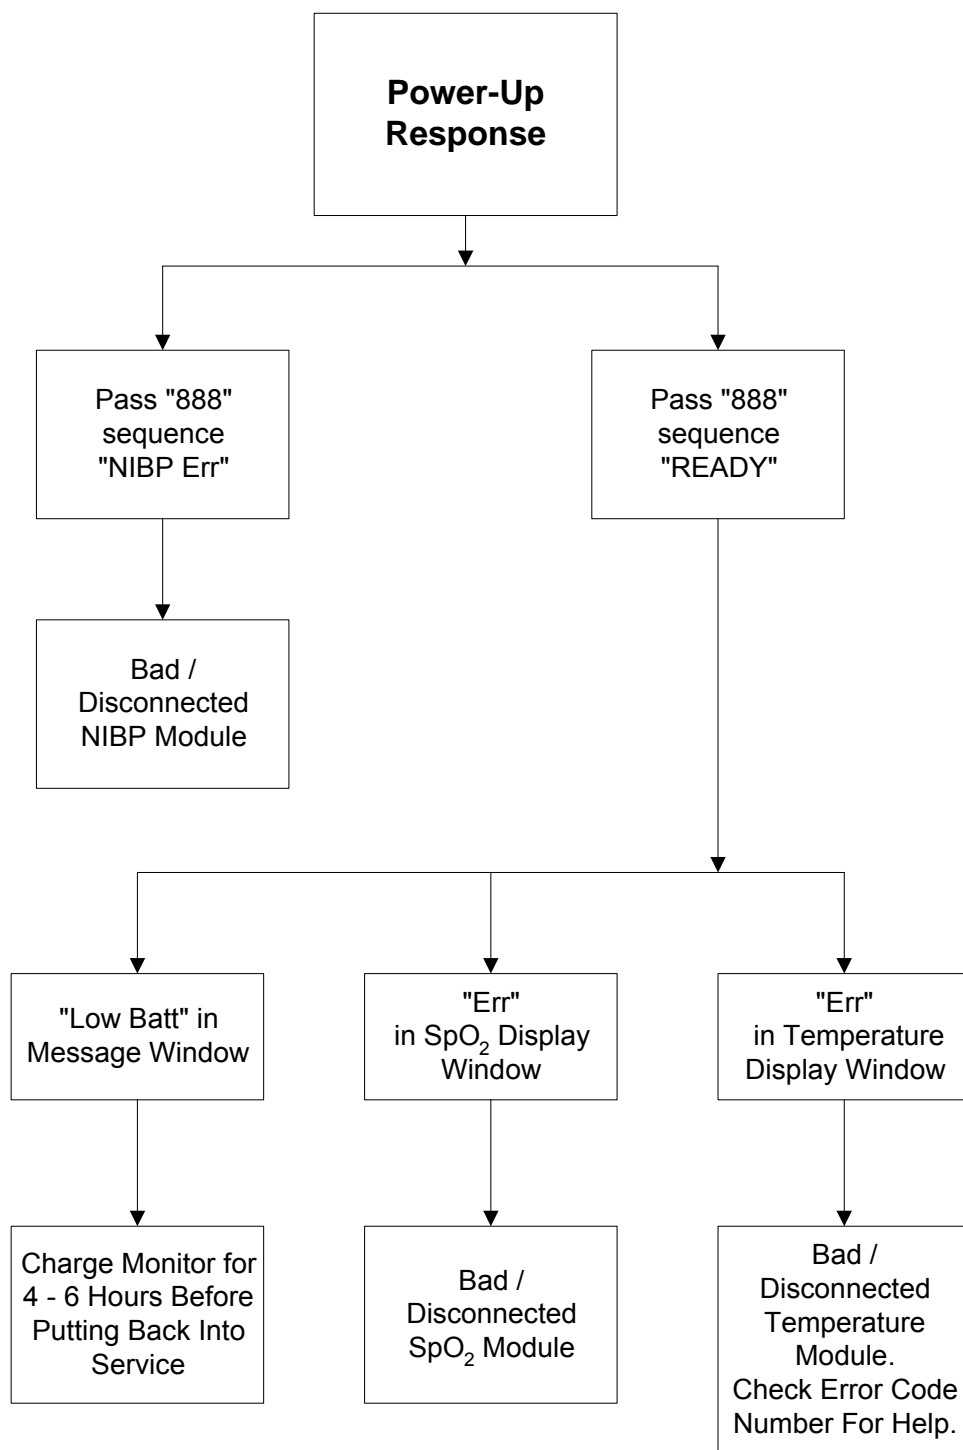 Power-Up
Response
Pass "888"
sequence
"NIBP Err"
Pass "888"
sequence
"READY"
Bad /
Disconnected
NIBP Module
"Low Batt" in
Message Window
"Err"
in SpO₂ Display
Window
"Err"
in Temperature
Display Window
Charge Monitor for
4 - 6 Hours Before
Putting Back Into
Service
Bad /
Disconnected
SpO₂ Module
Bad /
Disconnected
Temperature
Module.
Check Error Code
Number For Help.